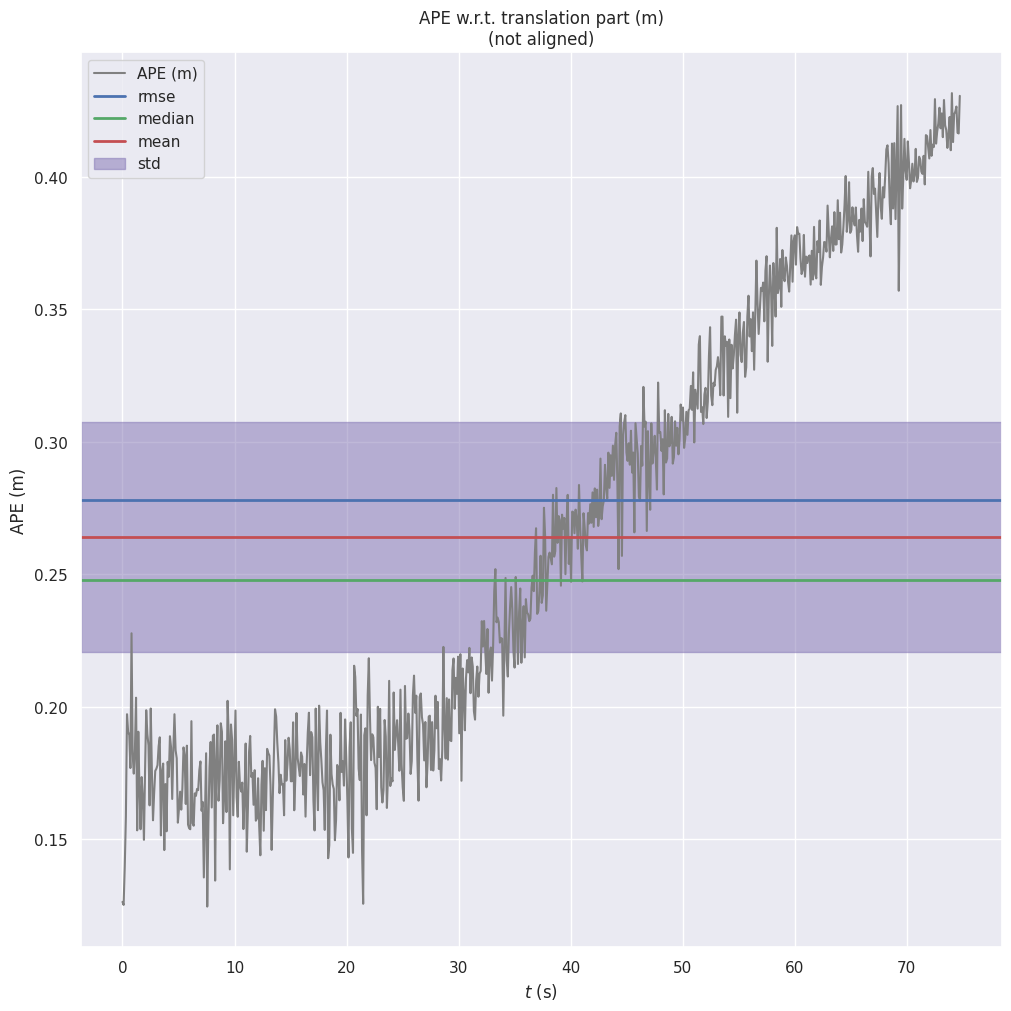 APE w.r.t. translation part (m)
(not aligned)
APE (m)
rmse
median
mean
std
0.40
0.35
0.30
0.25
0.20
0.15
APE (m)
0 10 20 30 40 50 60 70
t (s)